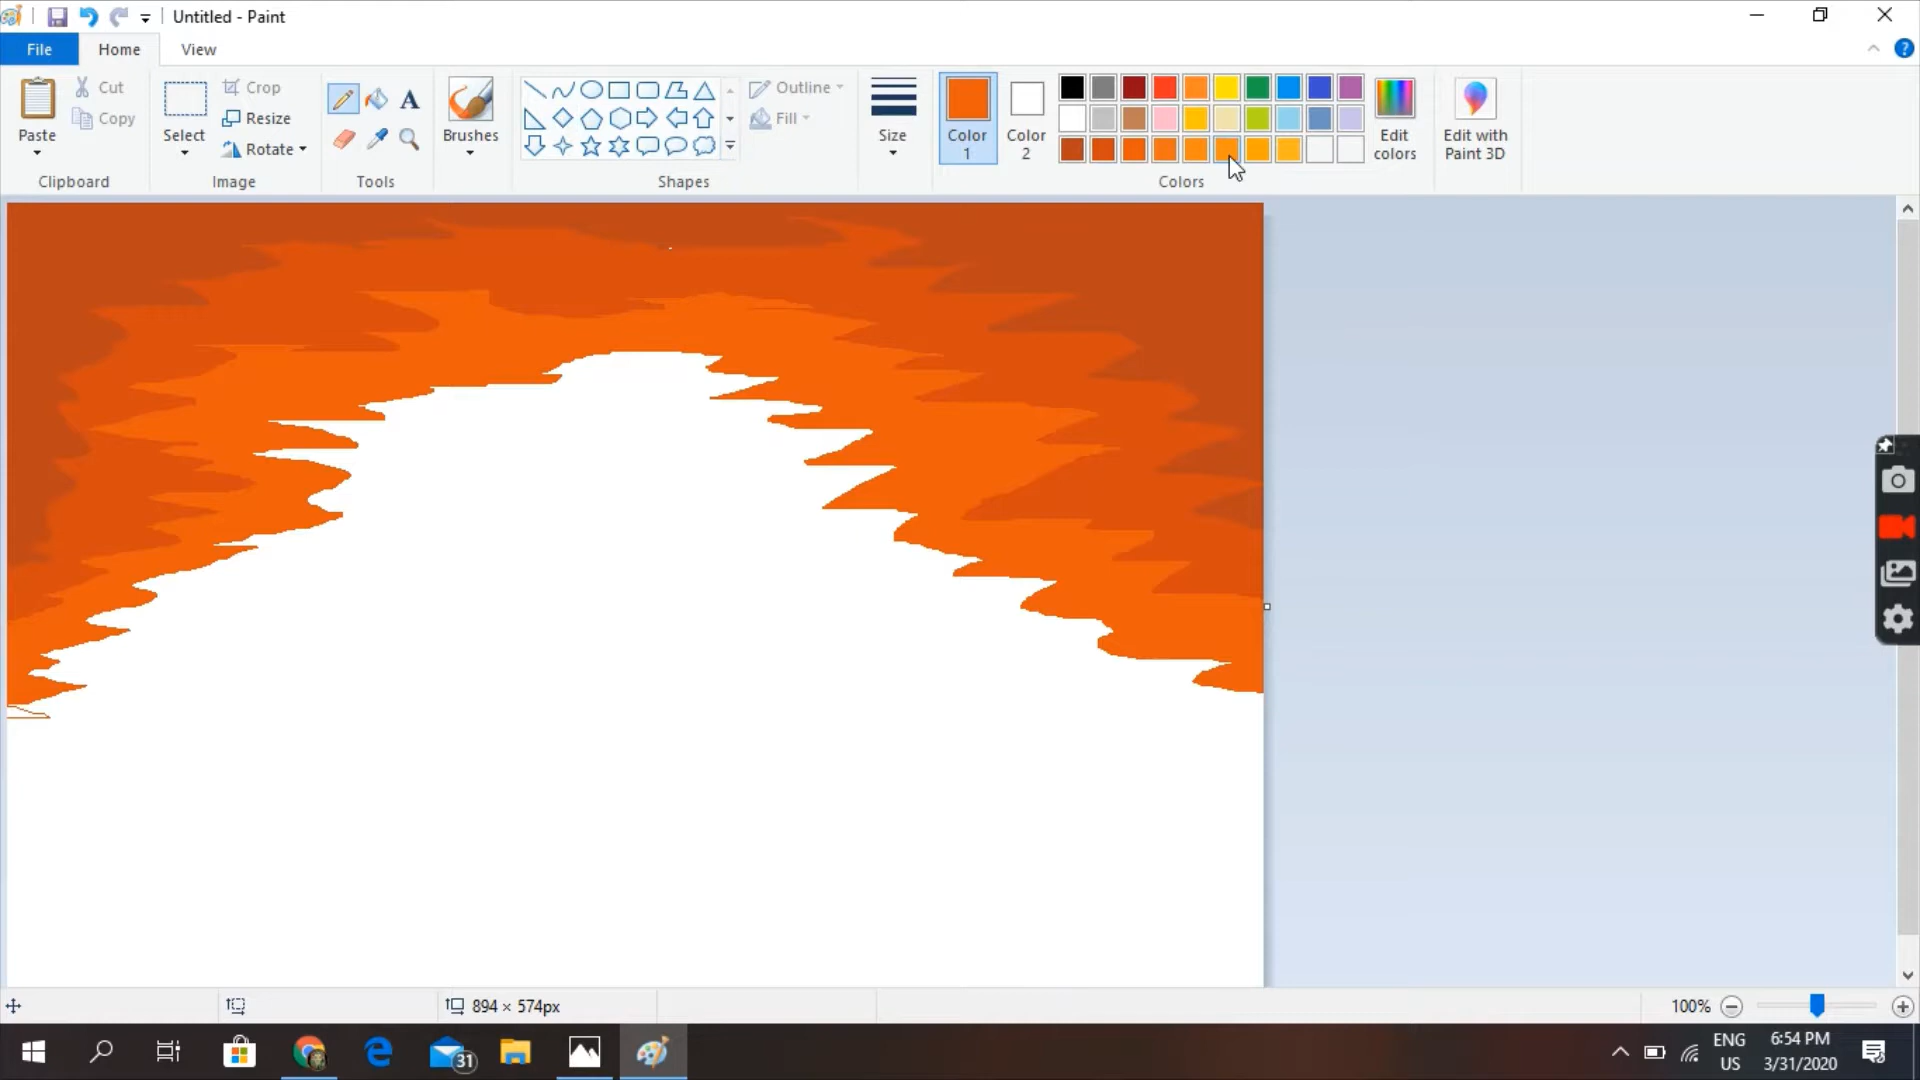 Untitled - Paint
File
Home
View
Paste
Cut
Copy
Clipboard
Select
Crop
Resize
Rotate
Image
A
Tools
Brushes
Shapes
Outline
Fill
Size
Color
1
Color
2
Colors
Edit
colors
Edit with
Paint 3D
894 × 574px
100%
31
ENG
US
6:54 PM
3/31/2020